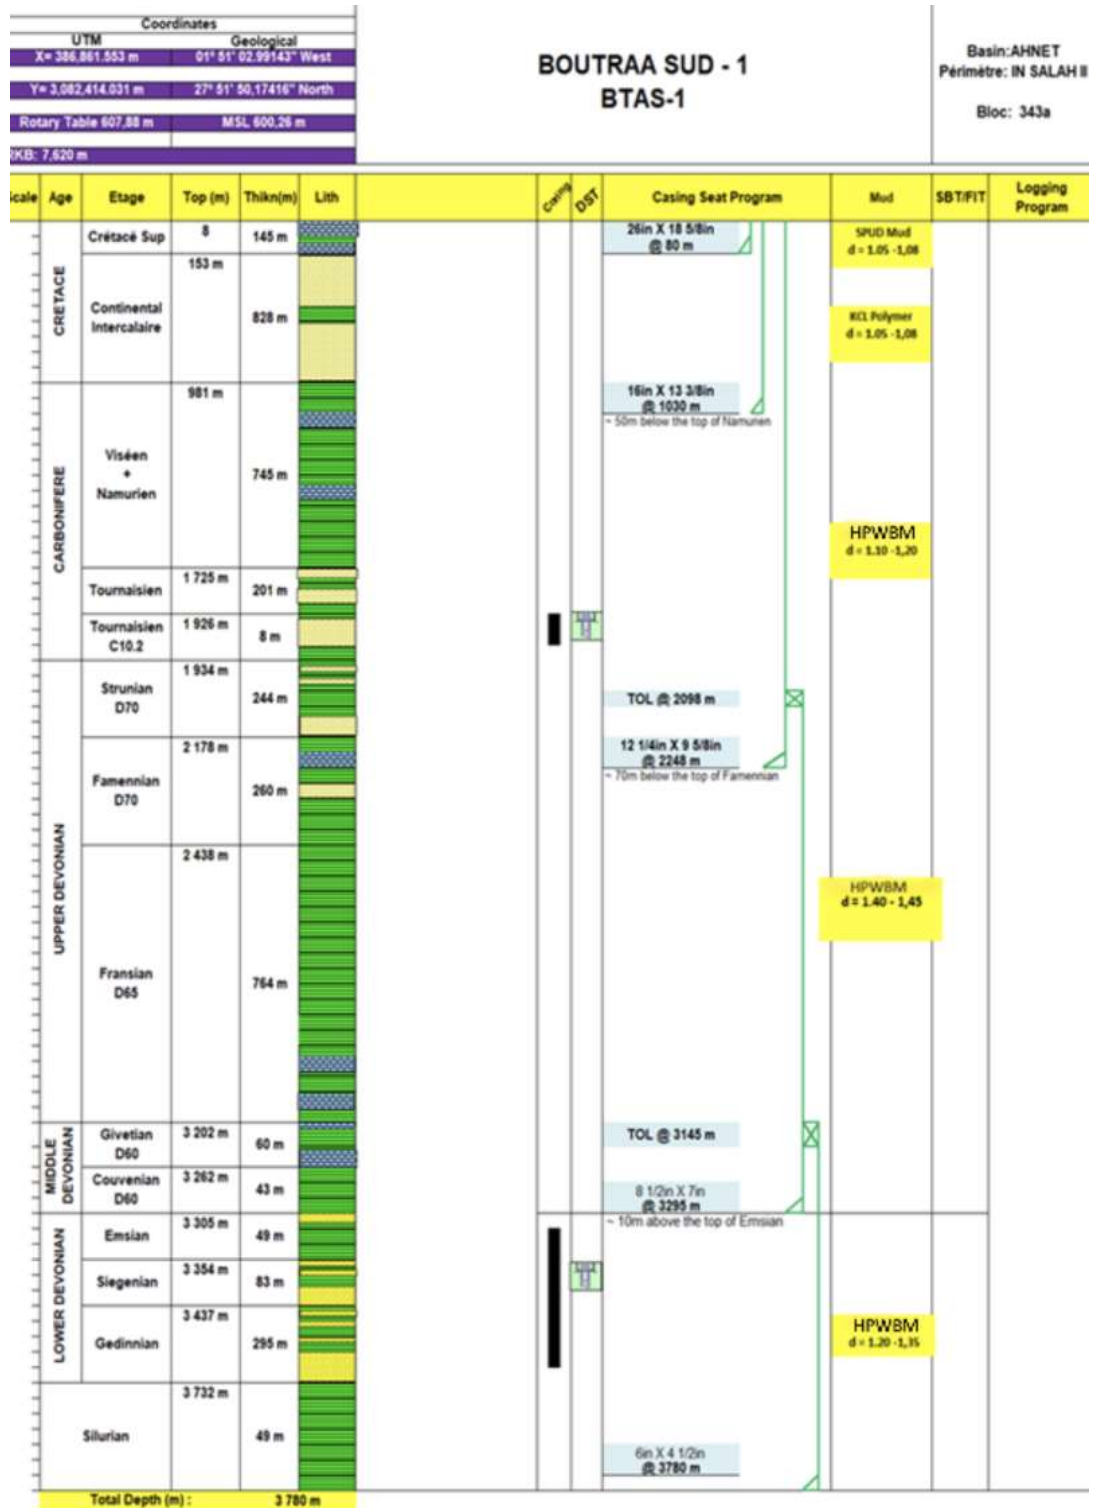 Coordinates
UTM Geological
X= 386,861.553 m 01° 51' 02.99143" West
Y= 3,082,414.031 m 27° 51' 50,17416" North
Rotary Table 607,88 m MSL 600,26 m
RKB: 7,620 m
BOUTRAA SUD - 1
BTAS-1
Basin:AHNET
Périmètre: IN SALAH II
Bloc: 343a
Scale Age Etage Top (m) Thikn(m) Lith Casing DST Casing Seat Program Mud SBT/FIT Logging Program
CRETACE
Crétacé Sup 8 145 m
26in X 18 5/8in
@ 80 m
SPUD Mud
d = 1.05 -1,08
153 m
Continental
Intercalaire
828 m
KCL Polymer
d = 1.05 -1,08
CARBONIFERE
981 m
16in X 13 3/8in
@ 1030 m
~ 50m below the top of Namurien
Viséen
+
Namurien
745 m
HPWBM
d = 1.10 -1,20
1 725 m
Tournaisien 201 m
Tournaisien
C10.2
1 926 m
8 m
UPPER DEVONIAN
1 934 m
Strunian
D70
244 m
TOL @ 2098 m
2 178 m
12 1/4in X 9 5/8in
@ 2248 m
~ 70m below the top of Famennian
Famennian
D70
260 m
2 438 m
HPWBM
d = 1.40 - 1,45
Fransian
D65
764 m
MIDDLE
DEVONIAN
Givetian
D60
3 202 m
60 m
TOL @ 3145 m
Couvenian
D60
3 262 m
43 m
8 1/2in X 7in
@ 3295 m
~ 10m above the top of Emsian
LOWER DEVONIAN
3 305 m
Emsian 49 m
3 354 m
Siegenian 83 m
3 437 m
Gedinnian 295 m
HPWBM
d = 1.20 -1,35
3 732 m
Silurian 49 m
6in X 4 1/2in
@ 3780 m
Total Depth (m) : 3 780 m